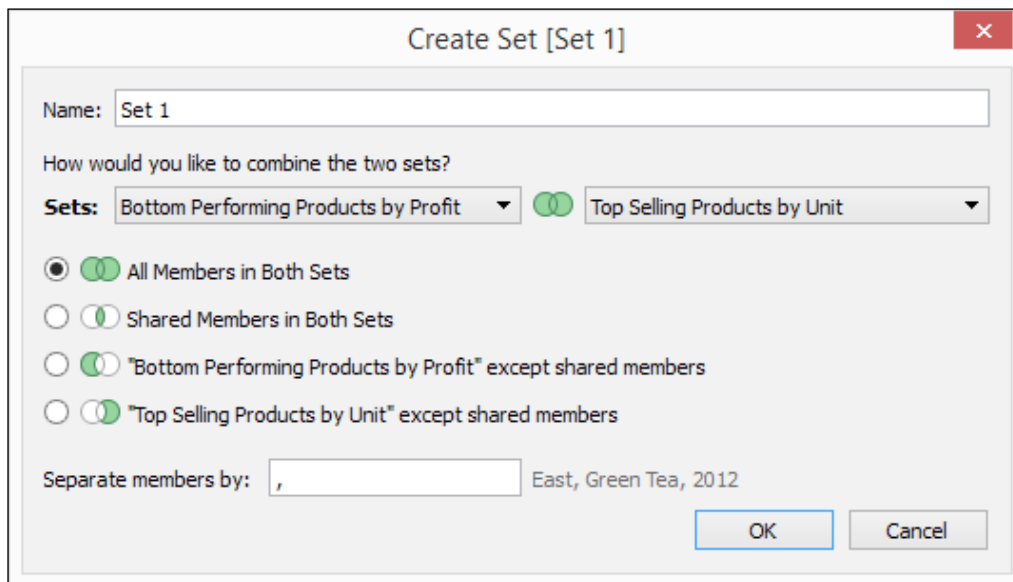 Create Set [Set 1]
Name: Set 1
How would you like to combine the two sets?
Sets: Bottom Performing Products by Profit Top Selling Products by Unit
All Members in Both Sets
Shared Members in Both Sets
"Bottom Performing Products by Profit" except shared members
"Top Selling Products by Unit" except shared members
Separate members by: , East, Green Tea, 2012
OK Cancel